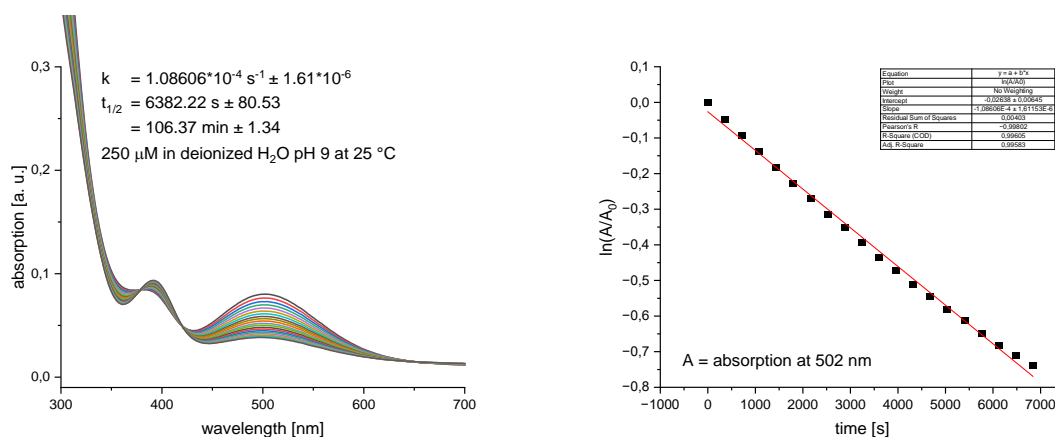 0,3
0,2
0,1
0,0
absorption [a. u.]
k = 1.08606*10⁻⁴ s⁻¹ ± 1.61*10⁻⁶
t₁/₂ = 6382.22 s ± 80.53
= 106.37 min ± 1.34
250 μM in deionized H₂O pH 9 at 25 °C
300 400 500 600 700
wavelength [nm]
0,1
0,0
−0,1
−0,2
−0,3
−0,4
−0,5
−0,6
−0,7
−0,8
ln(A/A₀)
Equation y = a + b*x
Plot ln(A/A0)
Weight No Weighting
Intercept -0,02638 ± 0,00645
Slope -1,08606E-4 ± 1,61153E-6
Residual Sum of Squares 0,00403
Pearson's R −0,99802
R-Square (COD) 0,99605
Adj. R-Square 0,99583
A = absorption at 502 nm
−1000 0 1000 2000 3000 4000 5000 6000 7000
time [s]